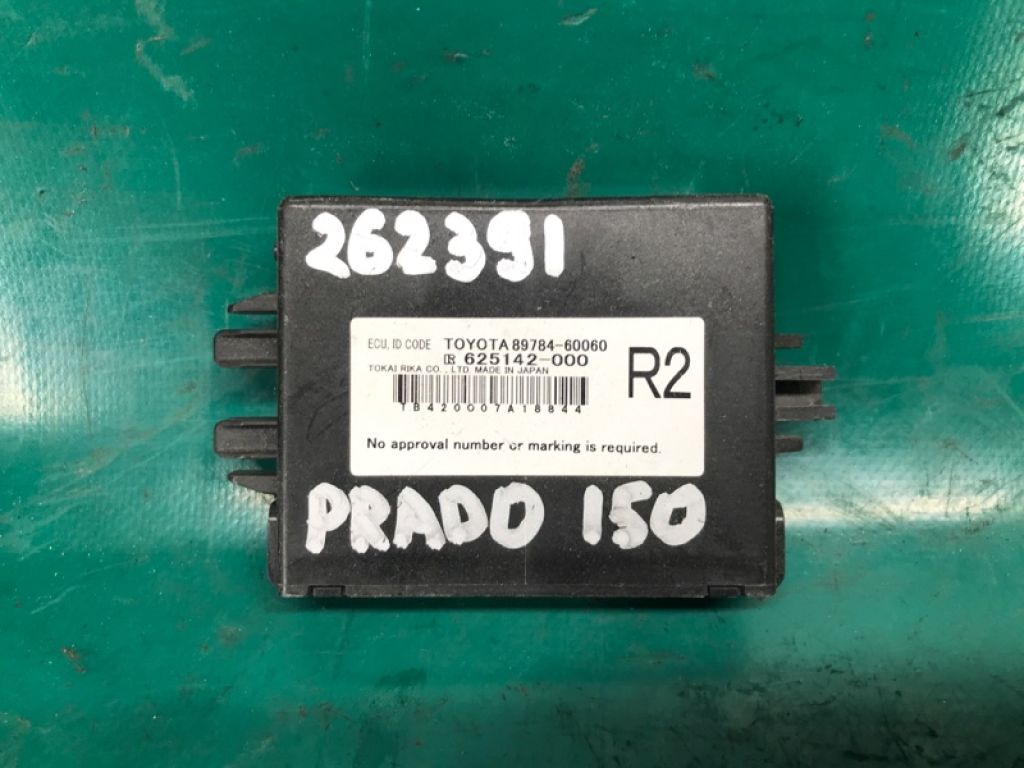 262391
ECU, ID CODE TOYOTA 89784-60060
R 625142-000
TOKAI RIKA CO., LTD. MADE IN JAPAN
R2
TB420007A18844
No approval number or marking is required.
PRADO 150